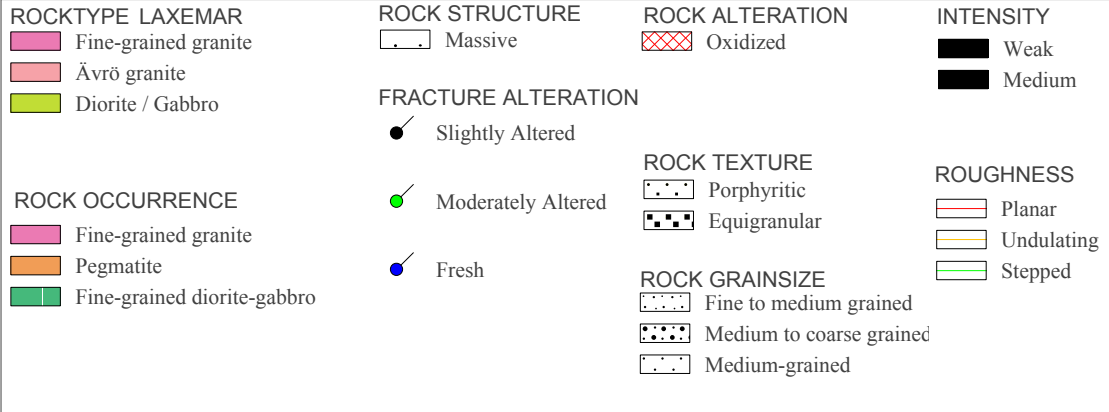 ROCKTYPE LAXEMAR
Fine-grained granite
Ävrö granite
Diorite / Gabbro
ROCK OCCURRENCE
Fine-grained granite
Pegmatite
Fine-grained diorite-gabbro
ROCK STRUCTURE
Massive
FRACTURE ALTERATION
Slightly Altered
Moderately Altered
Fresh
ROCK ALTERATION
Oxidized
ROCK TEXTURE
Porphyritic
Equigranular
ROCK GRAINSIZE
Fine to medium grained
Medium to coarse grained
Medium-grained
INTENSITY
Weak
Medium
ROUGHNESS
Planar
Undulating
Stepped